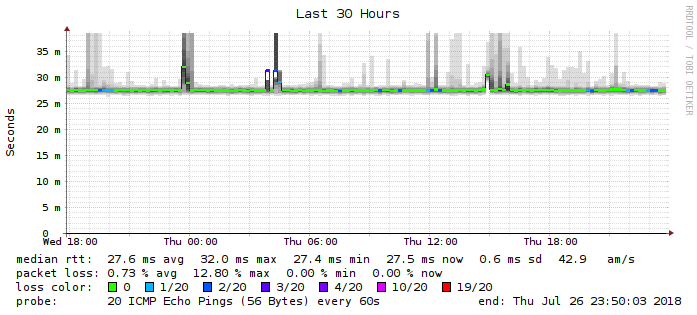 Last 30 Hours
RRDTOOL / TOBI OETIKER
Seconds
35 m
30 m
25 m
20 m
15 m
10 m
5 m
0
Wed 18:00 Thu 00:00 Thu 06:00 Thu 12:00 Thu 18:00
median rtt: 27.6 ms avg 32.0 ms max 27.4 ms min 27.5 ms now 0.6 ms sd 42.9 am/s
packet loss: 0.73 % avg 12.80 % max 0.00 % min 0.00 % now
loss color: 0 1/20 2/20 3/20 4/20 10/20 19/20
probe: 20 ICMP Echo Pings (56 Bytes) every 60s end: Thu Jul 26 23:50:03 2018